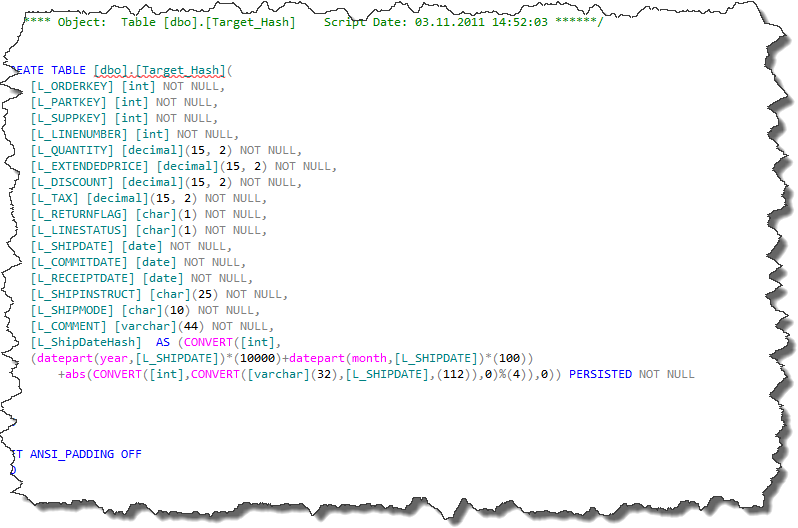 **** Object:  Table [dbo].[Target_Hash]    Script Date: 03.11.2011 14:52:03 ******/
EATE TABLE [dbo].[Target_Hash](
[L_ORDERKEY] [int] NOT NULL,
[L_PARTKEY] [int] NOT NULL,
[L_SUPPKEY] [int] NOT NULL,
[L_LINENUMBER] [int] NOT NULL,
[L_QUANTITY] [decimal](15, 2) NOT NULL,
[L_EXTENDEDPRICE] [decimal](15, 2) NOT NULL,
[L_DISCOUNT] [decimal](15, 2) NOT NULL,
[L_TAX] [decimal](15, 2) NOT NULL,
[L_RETURNFLAG] [char](1) NOT NULL,
[L_LINESTATUS] [char](1) NOT NULL,
[L_SHIPDATE] [date] NOT NULL,
[L_COMMITDATE] [date] NOT NULL,
[L_RECEIPTDATE] [date] NOT NULL,
[L_SHIPINSTRUCT] [char](25) NOT NULL,
[L_SHIPMODE] [char](10) NOT NULL,
[L_COMMENT] [varchar](44) NOT NULL,
[L_ShipDateHash]  AS (CONVERT([int],
(datepart(year,[L_SHIPDATE])*(10000)+datepart(month,[L_SHIPDATE])*(100))
+abs(CONVERT([int],CONVERT([varchar](32),[L_SHIPDATE],(112)),0)%(4)),0)) PERSISTED NOT NULL
T ANSI_PADDING OFF